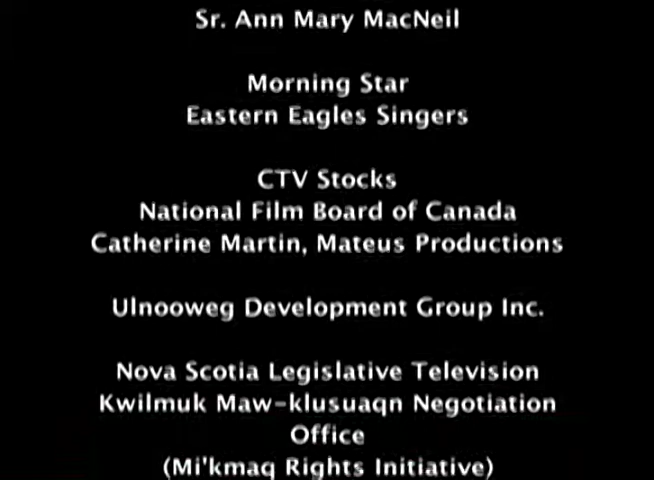 Sr. Ann Mary MacNeil
Morning Star
Eastern Eagles Singers
CTV Stocks
National Film Board of Canada
Catherine Martin, Mateus Productions
Ulnooweg Development Group Inc.
Nova Scotia Legislative Television
Kwilmuk Maw-klusuaqn Negotiation
Office
(Mi'kmaq Rights Initiative)